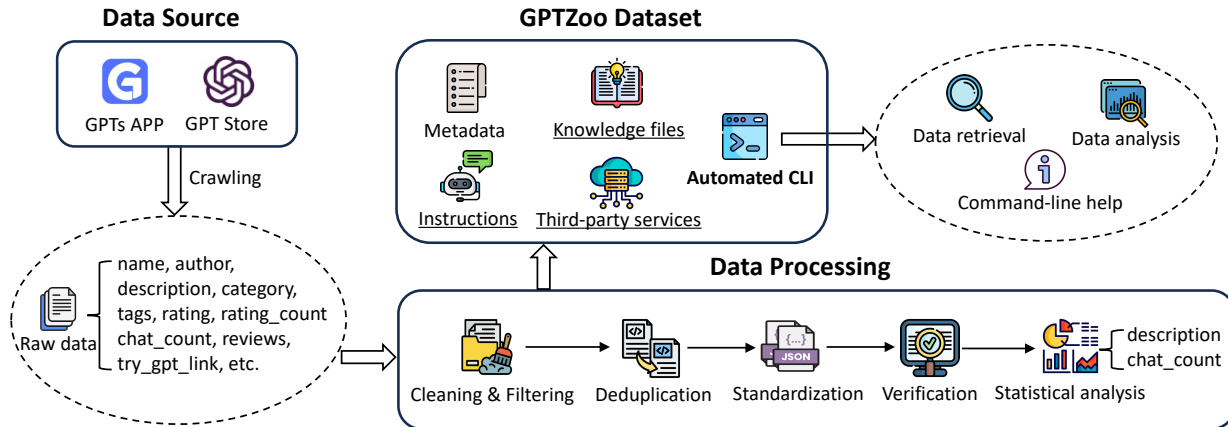 Data Source
GPTs APP
GPT Store
Crawling
Raw data
name, author,
description, category,
tags, rating, rating_count
chat_count, reviews,
try_gpt_link, etc.
GPTZoo Dataset
Metadata
Knowledge files
Instructions
Third-party services
Automated CLI
Data retrieval
Data analysis
Command-line help
Data Processing
Cleaning & Filtering
Deduplication
{...}
JSON
Standardization
Verification
Statistical analysis
description
chat_count